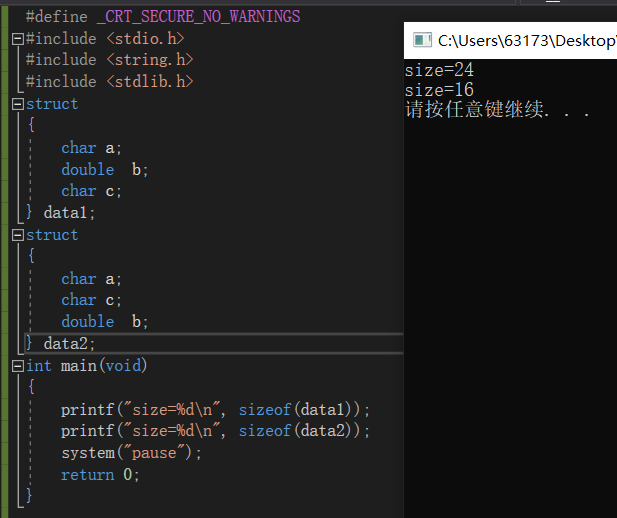 #define _CRT_SECURE_NO_WARNINGS
#include <stdio.h>
#include <string.h>
#include <stdlib.h>
struct
{
char a;
double  b;
char c;
} data1;
struct
{
char a;
char c;
double  b;
} data2;
int main(void)
{
printf("size=%d\n", sizeof(data1));
printf("size=%d\n", sizeof(data2));
system("pause");
return 0;
}
C:\Users\63173\Desktop\
size=24
size=16
请按任意键继续. . .